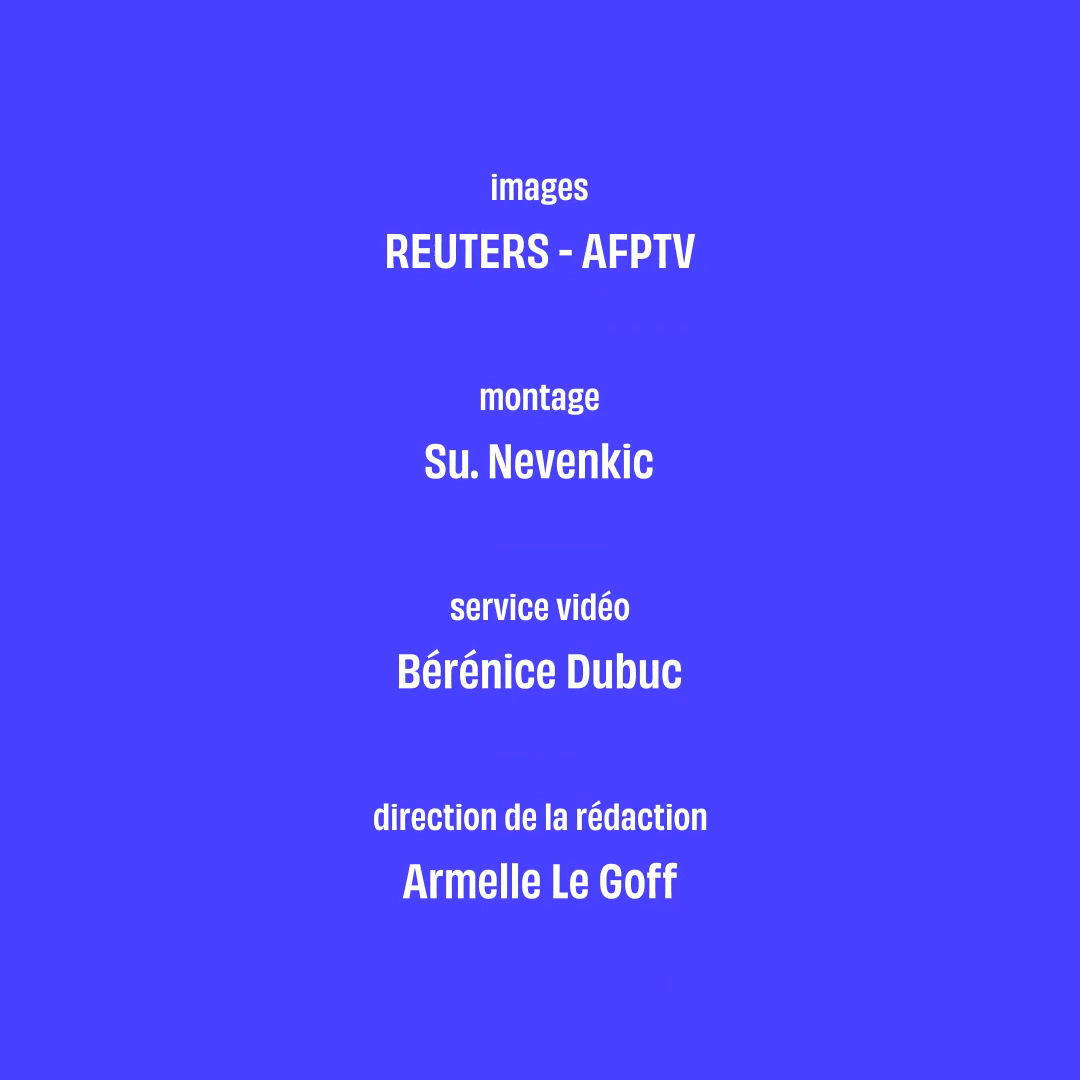 images
REUTERS - AFPTV
montage
Su. Nevenkic
service vidéo
Bérénice Dubuc
direction de la rédaction
Armelle Le Goff